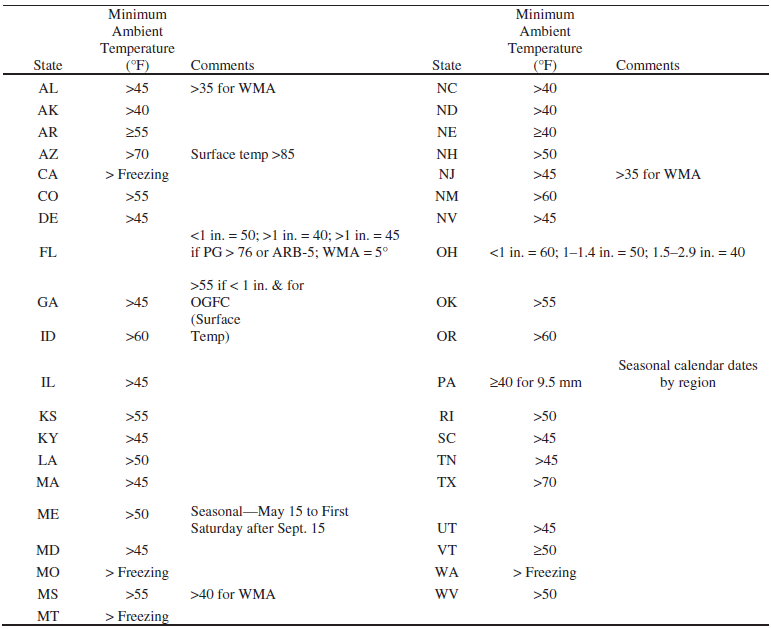 Minimum Ambient Temperature (°F) Minimum Ambient Temperature (°F)
State Comments State Comments
AL >45 >35 for WMA NC >40
AK >40 ND >40
AR ≥55 NE ≥40
AZ >70 Surface temp >85 NH >50
CA > Freezing NJ >45 >35 for WMA
CO >55 NM >60
DE >45 NV >45
<1 in. = 50; >1 in. = 40; >1 in. = 45
FL if PG > 76 or ARB-5; WMA = 5° OH <1 in. = 60; 1–1.4 in. = 50; 1.5–2.9 in. = 40
>55 if < 1 in. & for
GA >45 OGFC OK >55
(Surface
ID >60 Temp) OR >60
Seasonal calendar dates
IL >45 PA ≥40 for 9.5 mm by region
KS >55 RI >50
KY >45 SC >45
LA >50 TN >45
MA >45 TX >70
ME >50 Seasonal—May 15 to First
Saturday after Sept. 15 UT >45
MD >45 VT ≥50
MO > Freezing WA > Freezing
MS >55 >40 for WMA WV >50
MT > Freezing